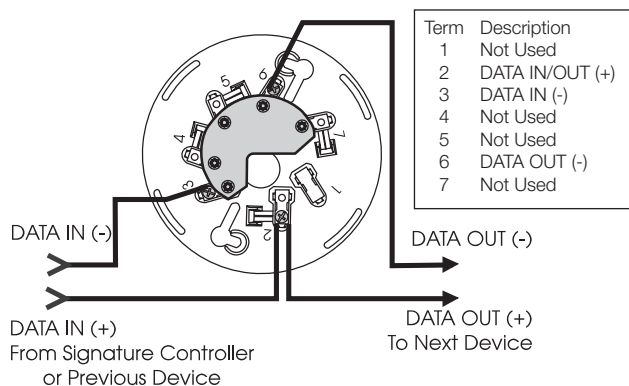 Term Description
1 Not Used
2 DATA IN/OUT (+)
3 DATA IN (-)
4 Not Used
5 Not Used
6 DATA OUT (-)
7 Not Used
5
6
4
7
3
1
2
DATA IN (-)
DATA OUT (-)
DATA IN (+)
From Signature Controller
or Previous Device
DATA OUT (+)
To Next Device